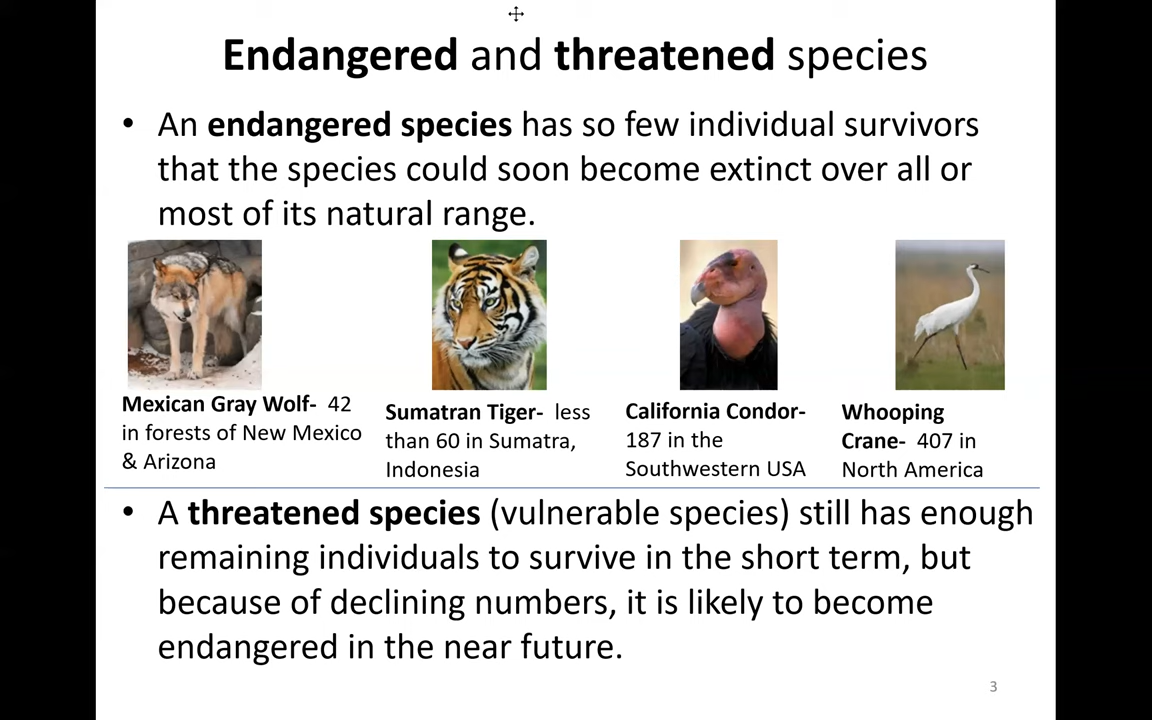 Endangered and threatened species
• An endangered species has so few individual survivors
that the species could soon become extinct over all or
most of its natural range.
Mexican Gray Wolf- 42
in forests of New Mexico
& Arizona
Sumatran Tiger- less
than 60 in Sumatra,
Indonesia
California Condor-
187 in the
Southwestern USA
Whooping
Crane- 407 in
North America
• A threatened species (vulnerable species) still has enough
remaining individuals to survive in the short term, but
because of declining numbers, it is likely to become
endangered in the near future.
3